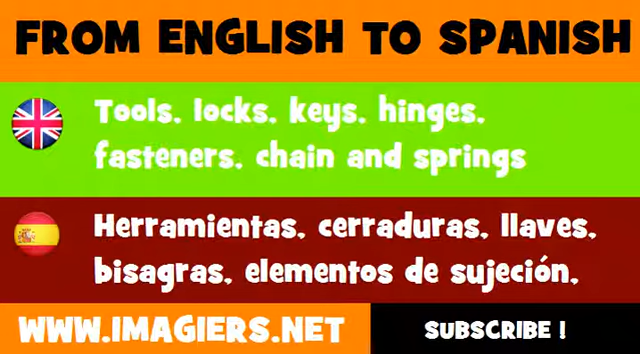 FROM ENGLISH TO SPANISH
Tools, locks, keys, hinges,
fasteners, chain and springs
Herramientas, cerraduras, llaves,
bisagras, elementos de sujeción,
WWW.IMAGIERS.NET
SUBSCRIBE !